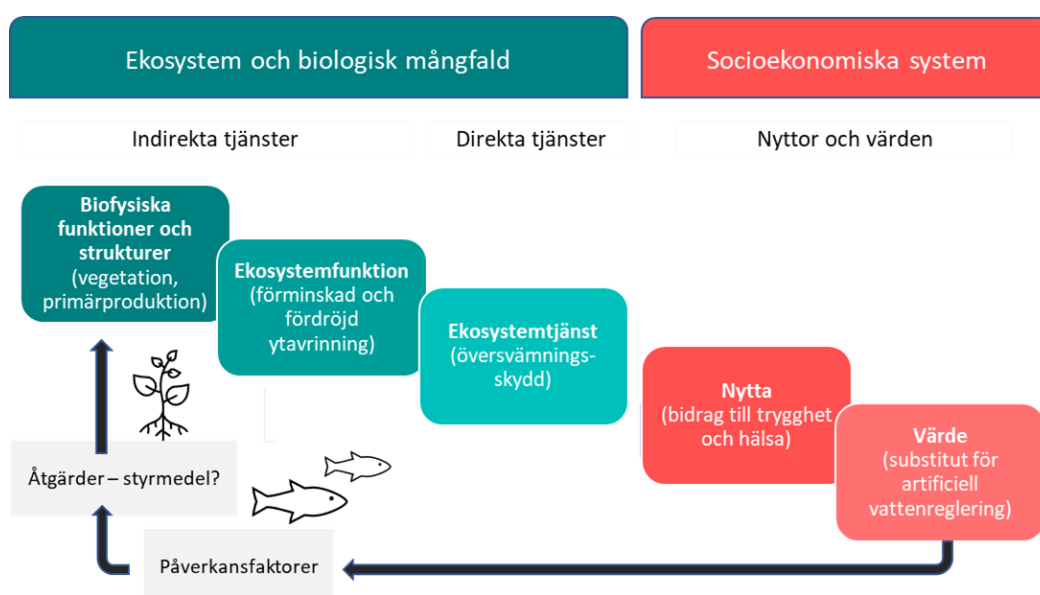 Ekosystem och biologisk mångfald
Socioekonomiska system
Indirekta tjänster
Direkta tjänster
Nyttor och värden
Biofysiska
funktioner och
strukturer
(vegetation,
primärproduktion)
Ekosystemfunktion
(förminskad och
fördröjd
ytavrinning)
Ekosystemtjänst
(översvämnings-
skydd)
Nytta
(bidrag till trygghet
och hälsa)
Värde
(substitut för
artificiell
vattenreglering)
Åtgärder – styrmedel?
Påverkansfaktorer